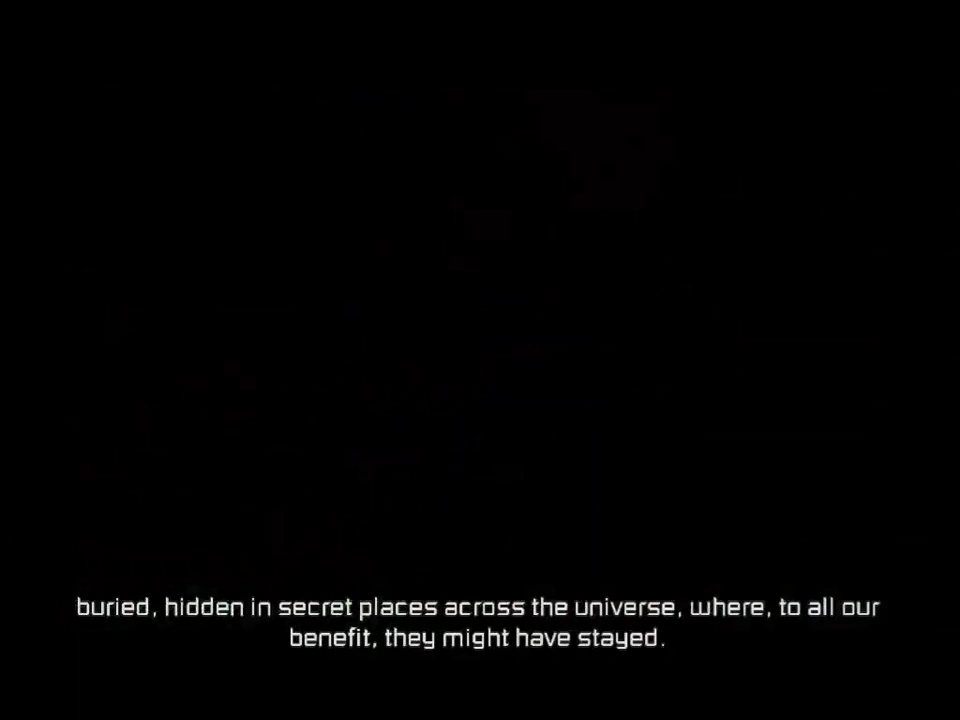 buried, hidden in secret places across the universe, where, to all our
benefit, they might have stayed.